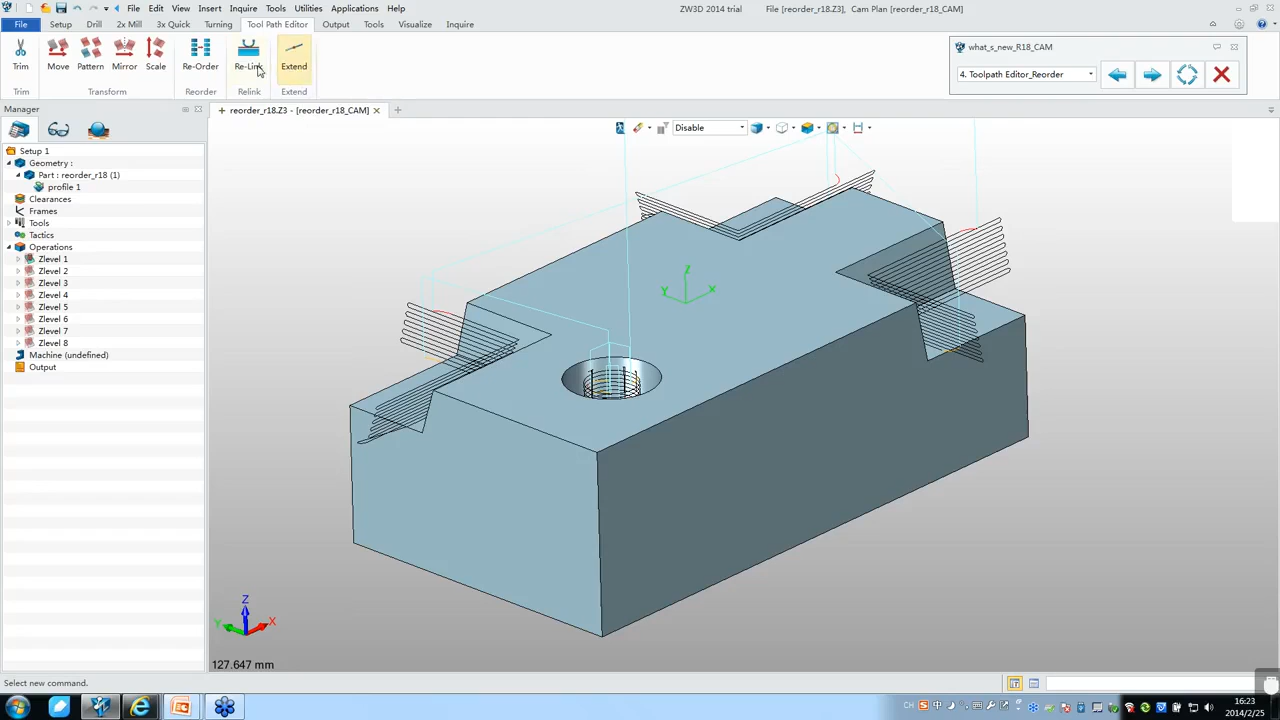 File Edit View Insert Inquire Tools Utilities Applications Help
ZW3D 2014 trial File [reorder_r18.Z3], Cam Plan [reorder_r18_CAM]
File Setup Drill 2x Mill 3x Quick Turning Tool Path Editor Output Tools Visualize Inquire
what_s_new_R18_CAM
Trim Move Pattern Mirror Scale Re-Order Re-Link Extend
4. Toolpath Editor_Reorder
Trim Transform Reorder Relink Extend
Manager
reorder_r18.Z3 - [reorder_r18_CAM]
Disable
Setup 1
Geometry :
Part : reorder_r18 (1)
profile 1
Clearances
Frames
Tools
Tactics
Operations
Zlevel 1
Zlevel 2
Zlevel 3
Zlevel 4
Zlevel 5
Zlevel 6
Zlevel 7
Zlevel 8
Machine (undefined)
Output
Z
Y X
Z
Y X
127.647 mm
Select new command.
CH
16:23
2014/2/25